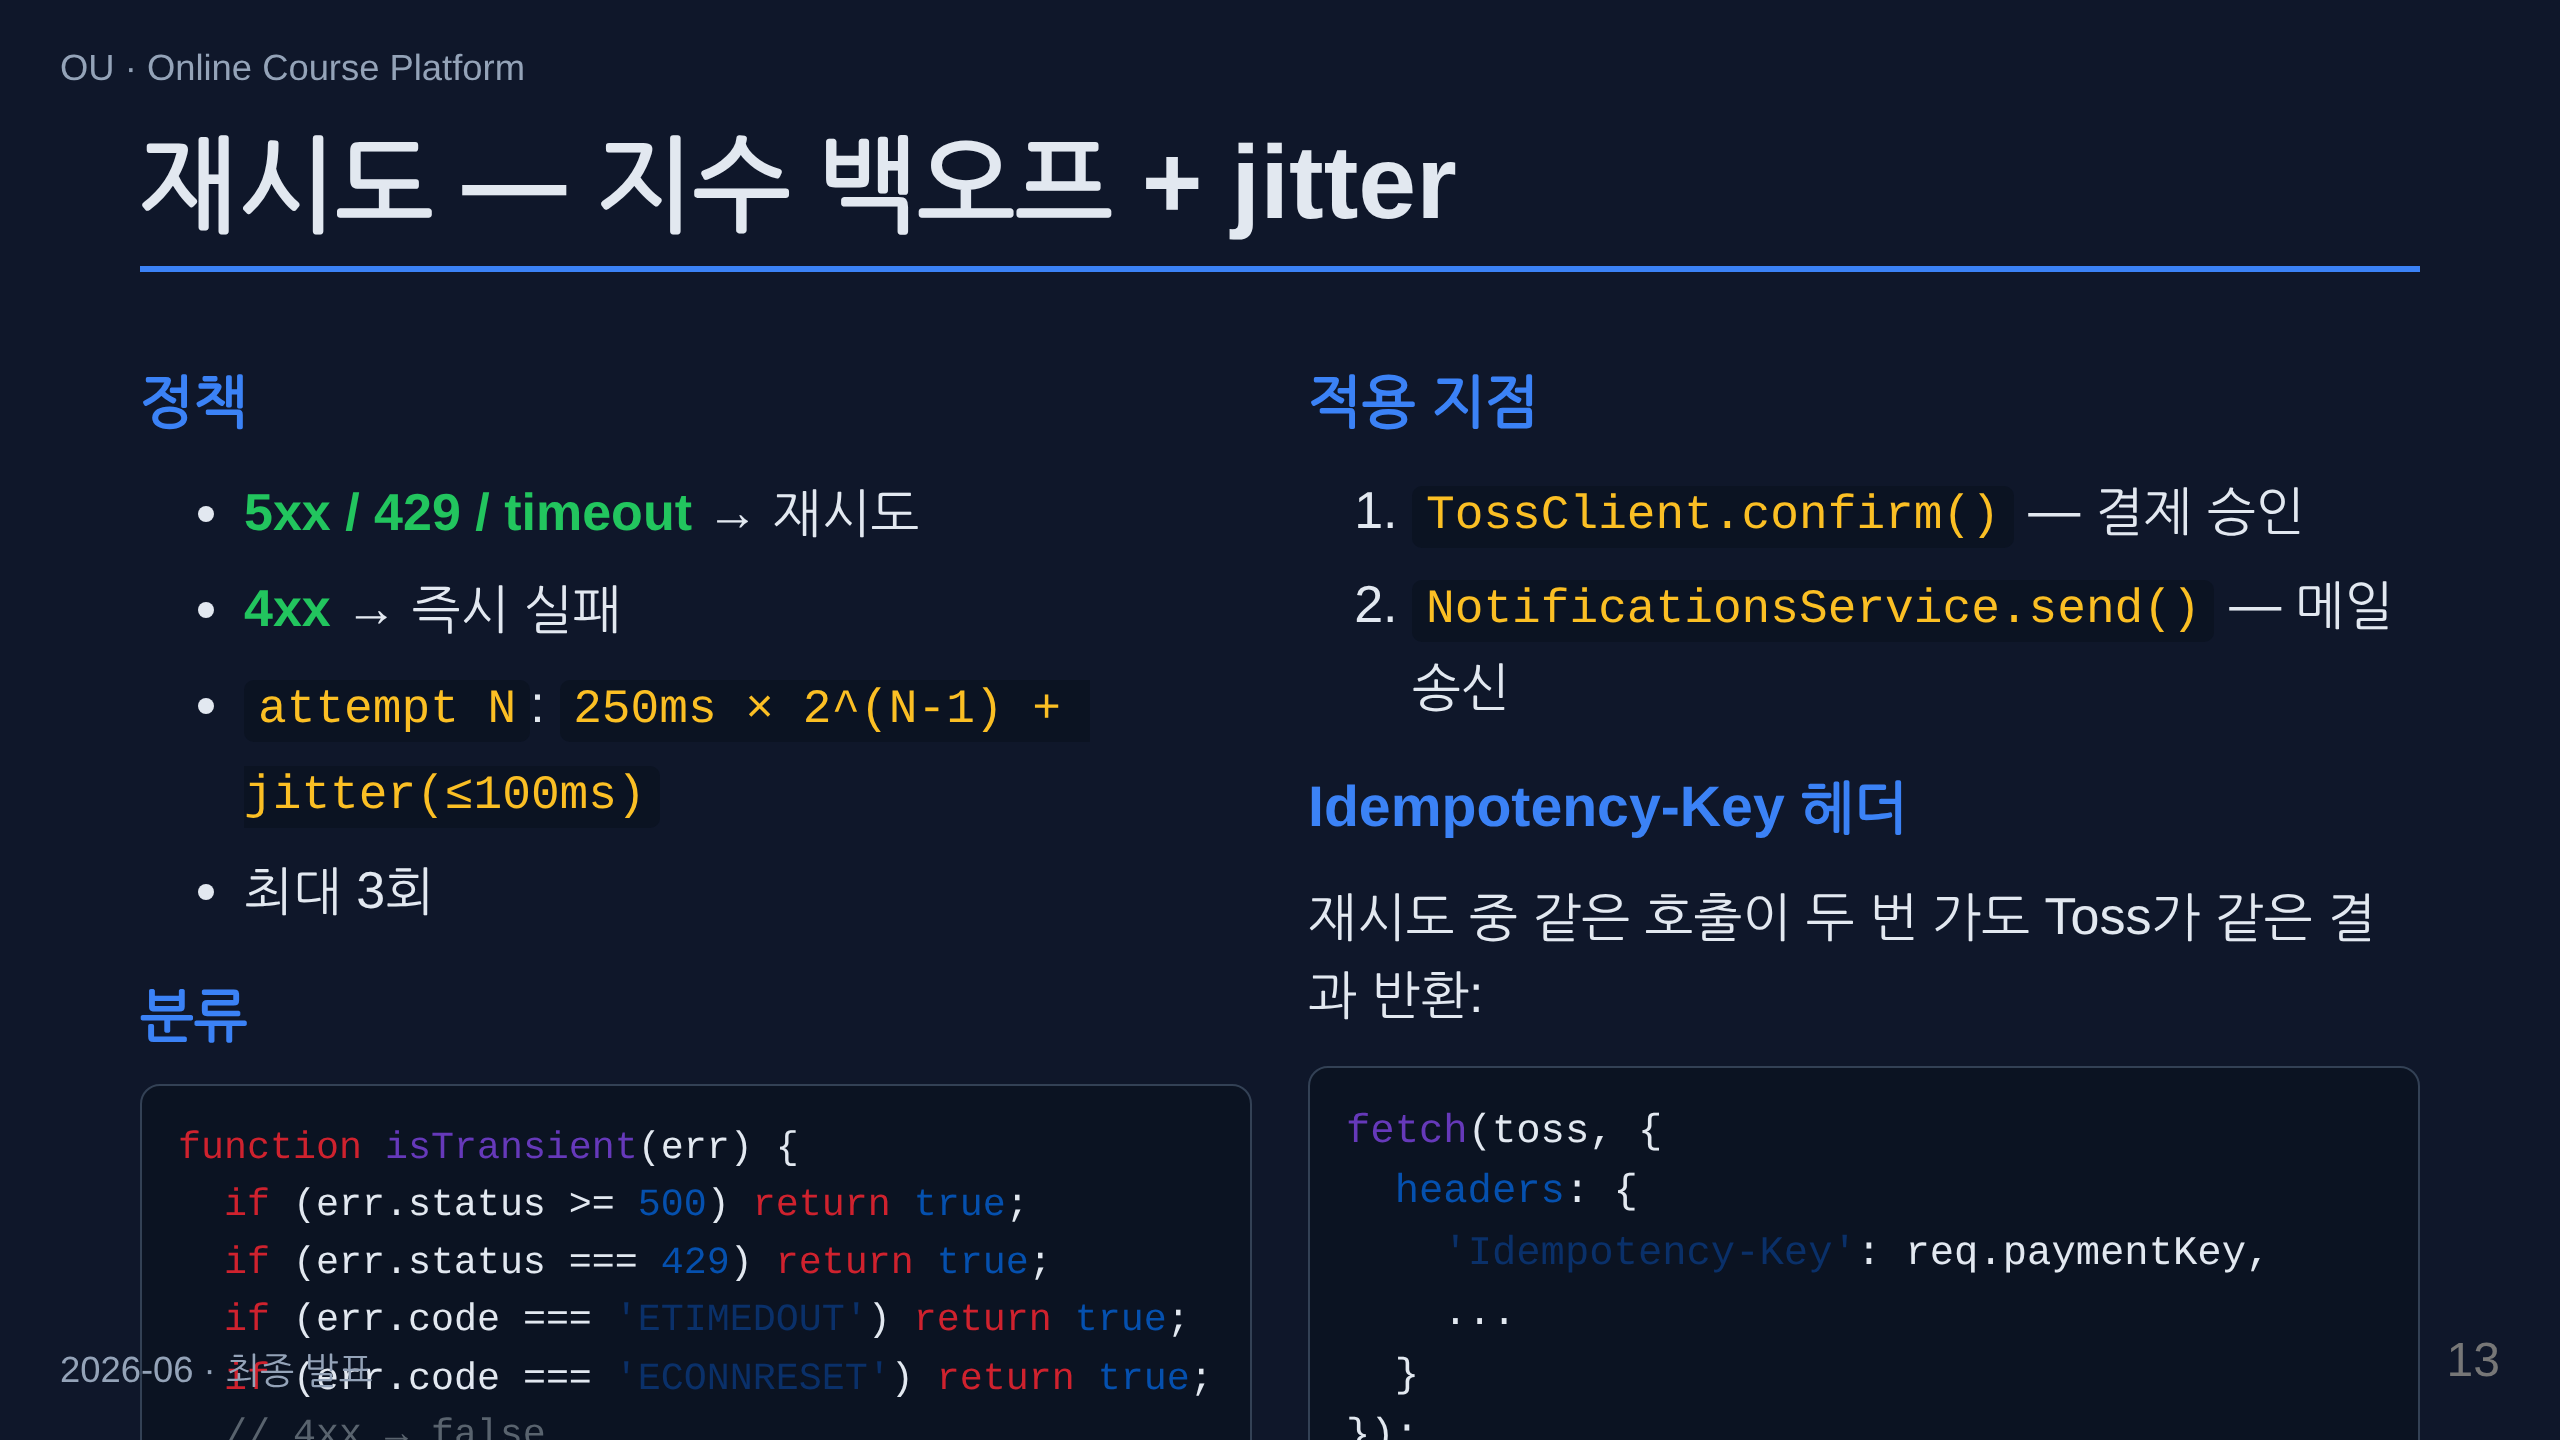 OU · Online Course Platform
재시도 — 지수 백오프 + jitter
정책
• 5xx / 429 / timeout → 재시도
• 4xx → 즉시 실패
• attempt N: 250ms × 2^(N-1) +
jitter(≤100ms)
• 최대 3회
분류
function isTransient(err) {
  if (err.status >= 500) return true;
  if (err.status === 429) return true;
  if (err.code === 'ETIMEDOUT') return true;
  if (err.code === 'ECONNRESET') return true;
  // 4xx → false
적용 지점
1. TossClient.confirm() — 결제 승인
2. NotificationsService.send() — 메일
송신
Idempotency-Key 헤더
재시도 중 같은 호출이 두 번 가도 Toss가 같은 결
과 반환:
fetch(toss, {
  headers: {
    'Idempotency-Key': req.paymentKey,
    ...
  }
});
2026-06 · 최종 발표
13